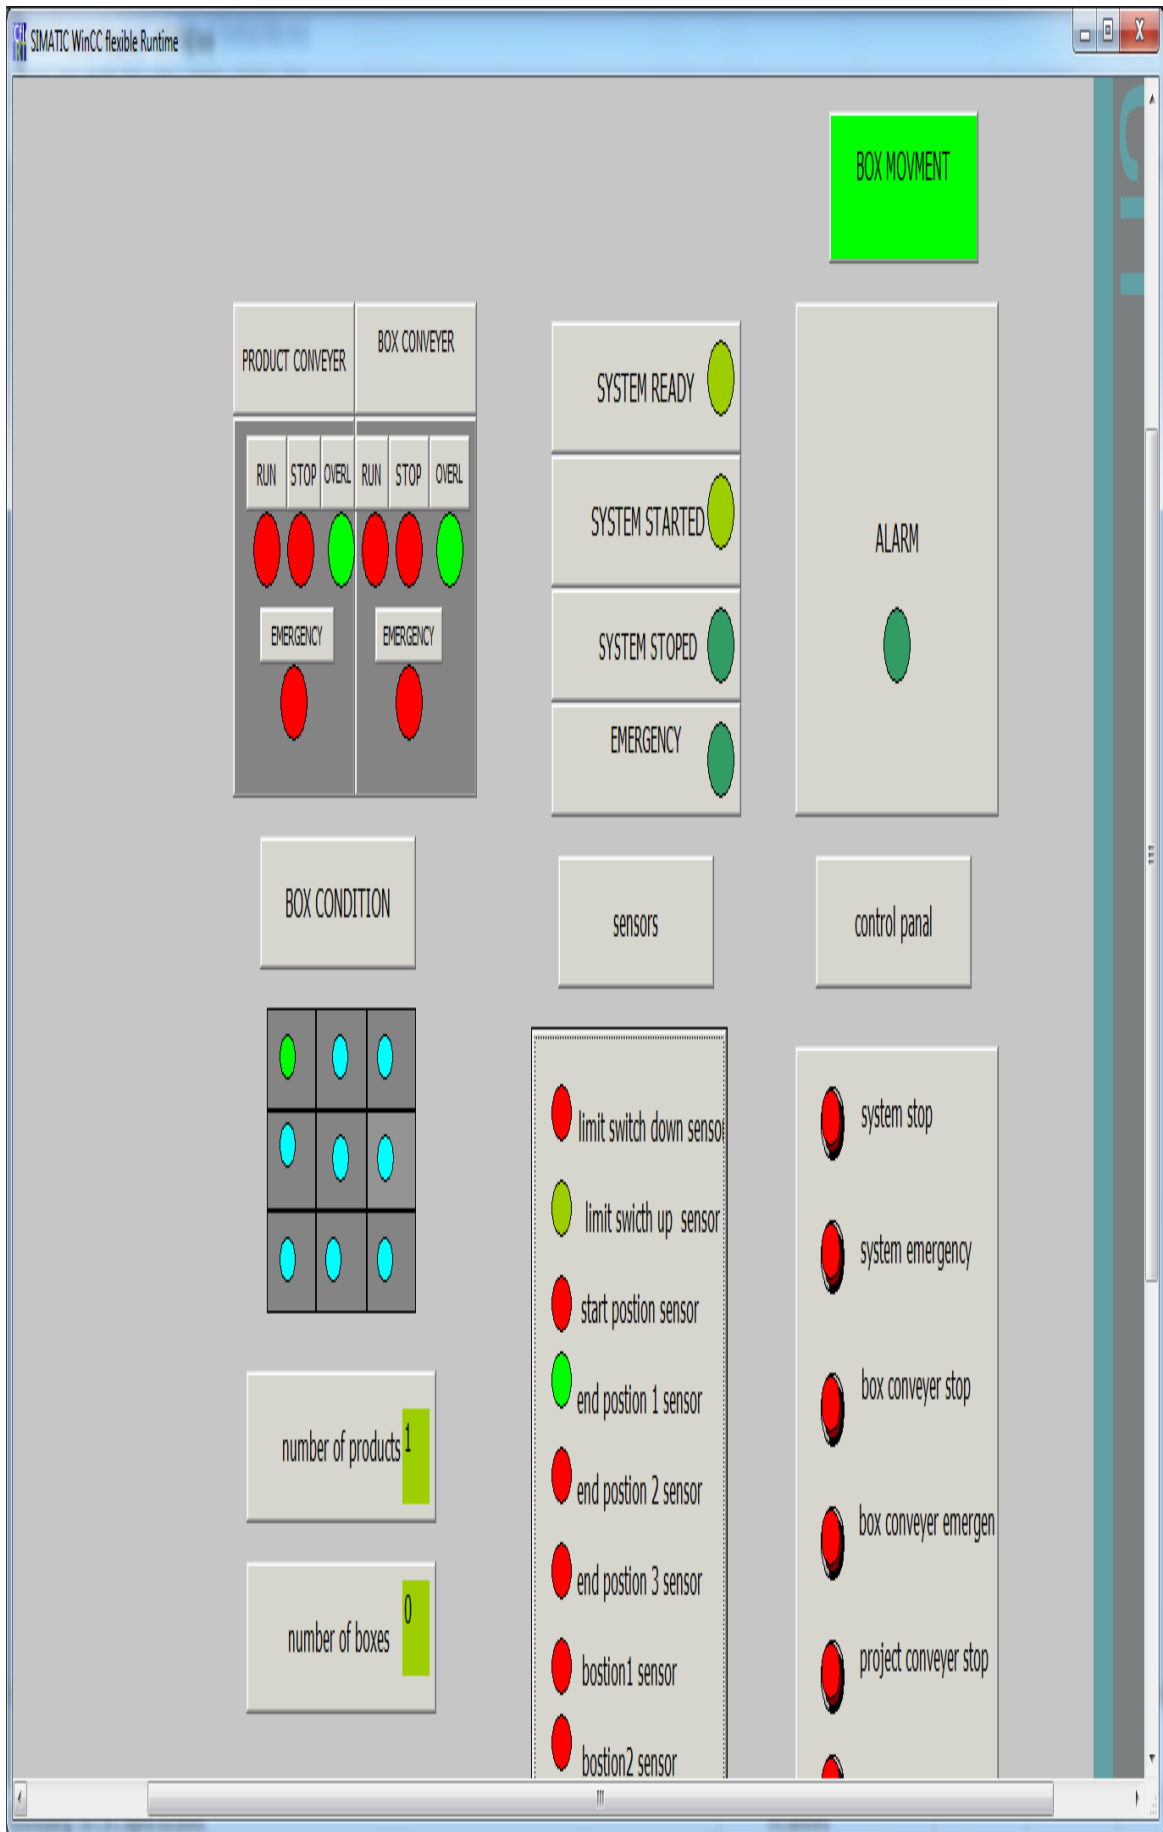 SIMATIC WinCC flexible Runtime
BOX MOVMENT
PRODUCT CONVEYER
BOX CONVEYER
RUN
STOP
OVERL
RUN
STOP
OVERL
EMERGENCY
EMERGENCY
SYSTEM READY
SYSTEM STARTED
SYSTEM STOPED
EMERGENCY
ALARM
BOX CONDITION
sensors
control panal
number of products 1
number of boxes 0
limit switch down senso
limit swicth up sensor
start postion sensor
end postion 1 sensor
end postion 2 sensor
end postion 3 sensor
bostion1 sensor
bostion2 sensor
system stop
system emergency
box conveyer stop
box conveyer emergen
project conveyer stop